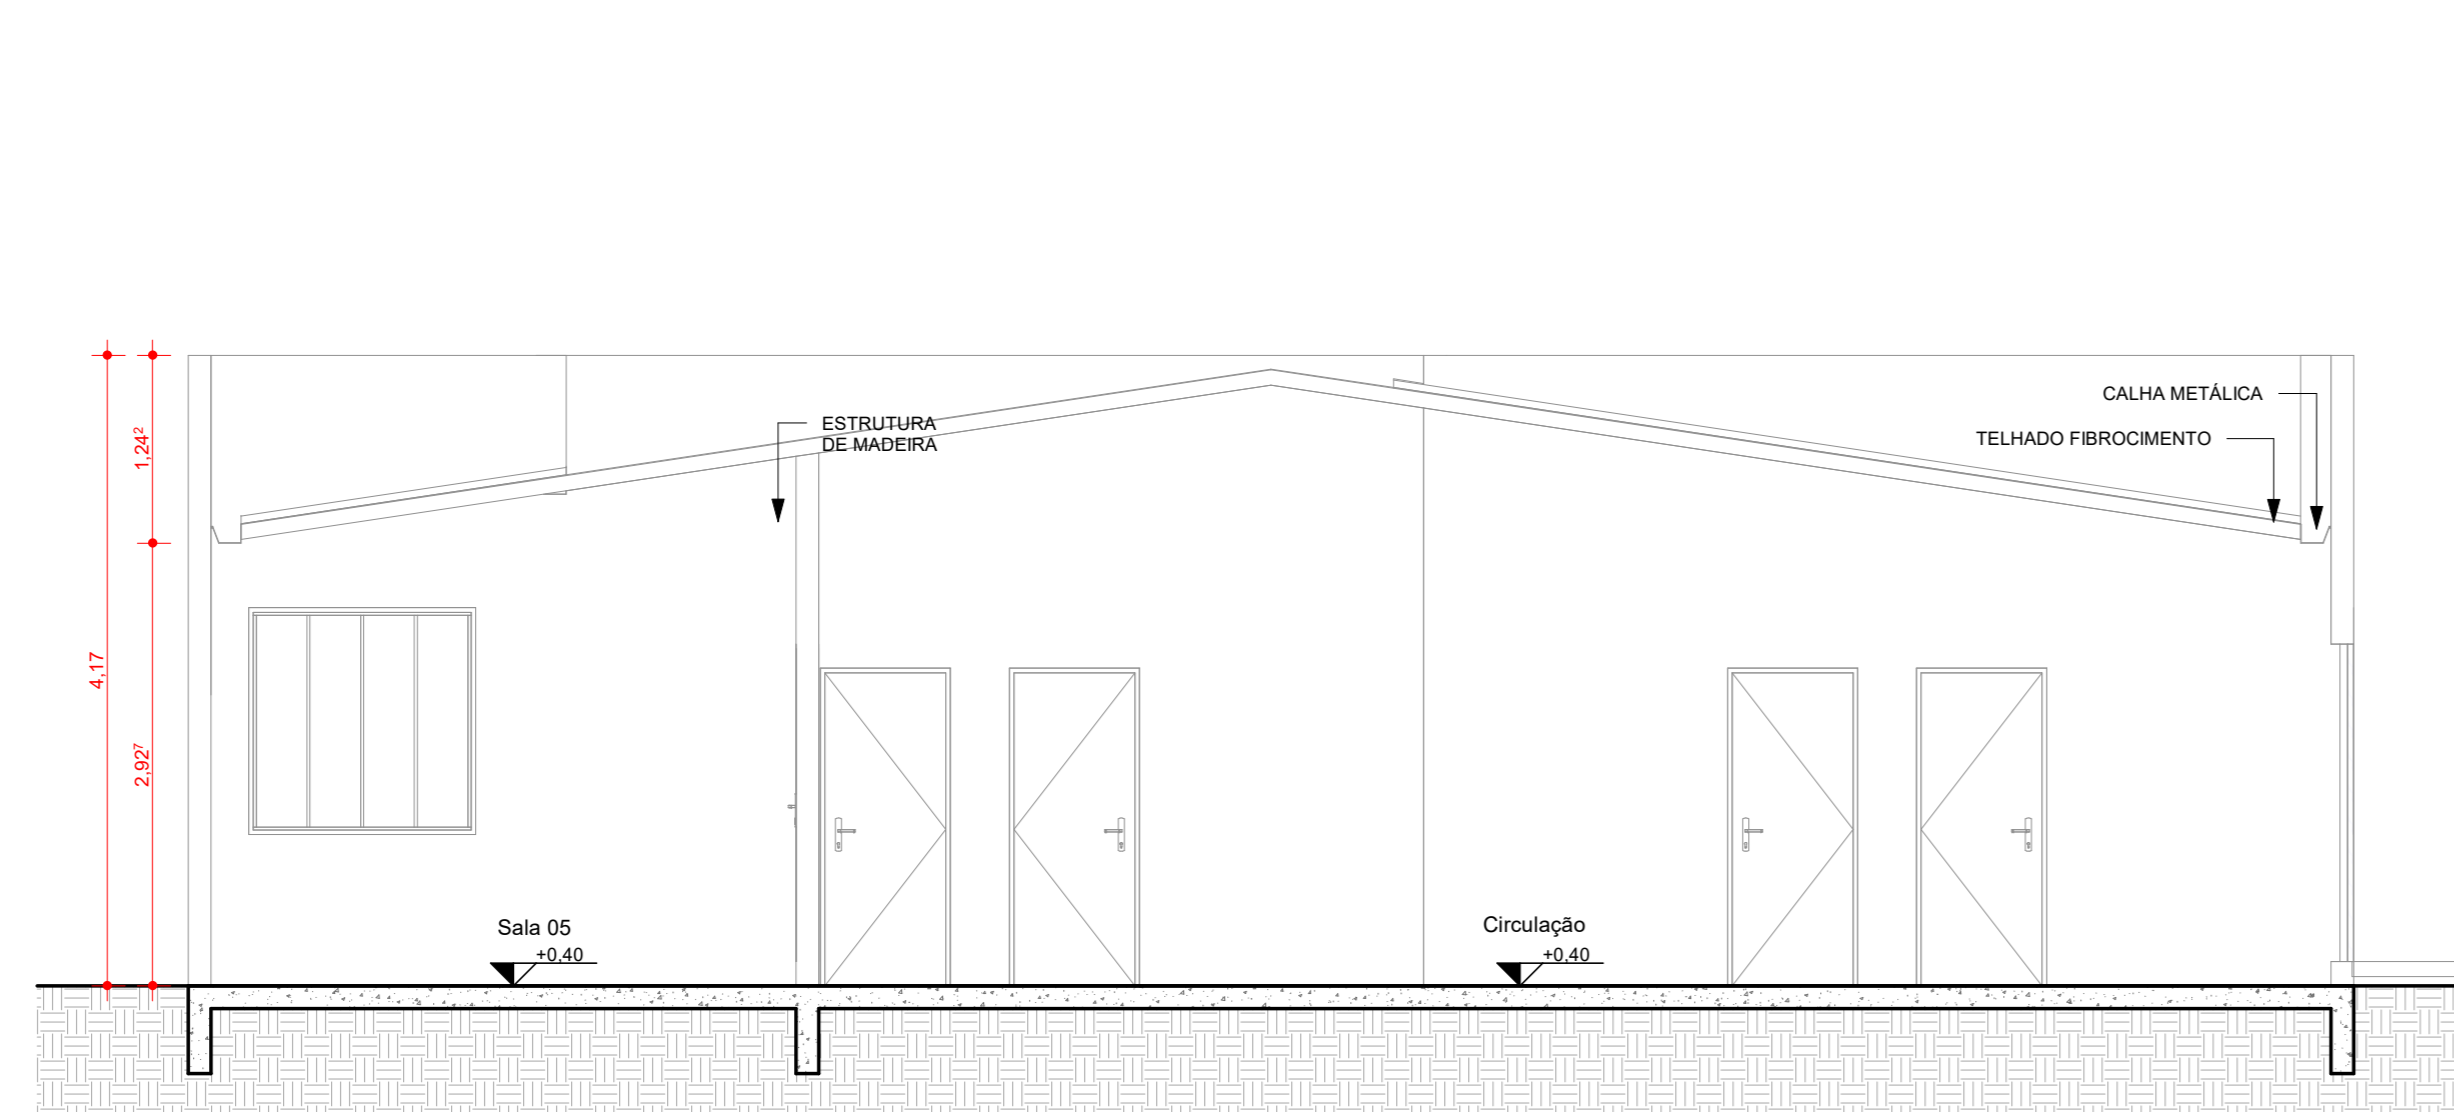 CALHA METÁLICA
ESTRUTURA
DE MADEIRA
TELHADO FIBROCIMENTO
1,24²
4,17
2,92⁷
Sala 05
+0,40
Circulação
+0,40